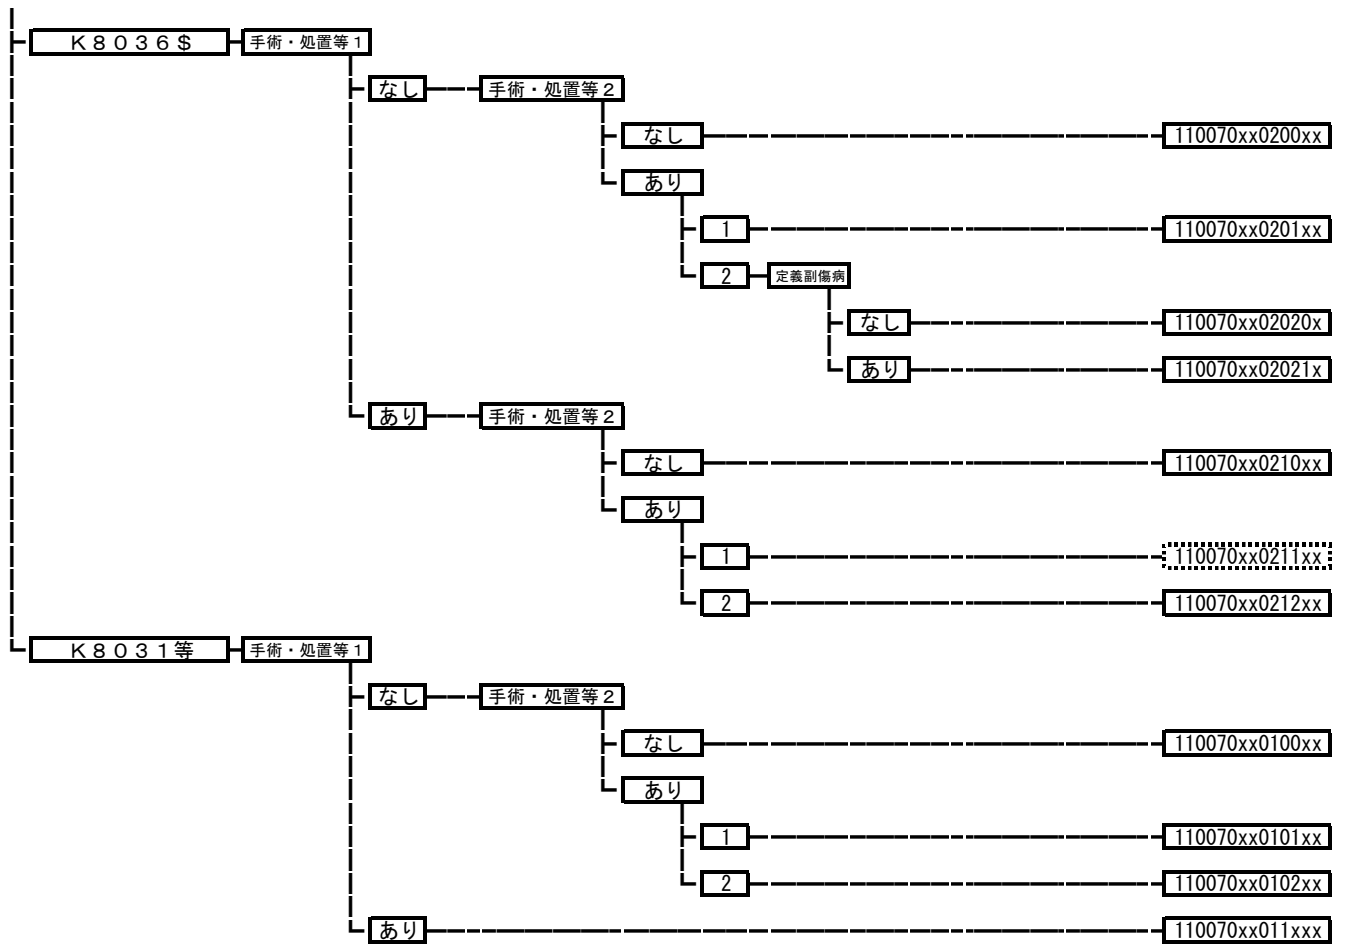 Ｋ８０３６＄ 手術・処置等１
なし 手術・処置等２
なし 110070xx0200xx
あり
1 110070xx0201xx
2 定義副傷病
なし 110070xx02020x
あり 110070xx02021x
あり 手術・処置等２
なし 110070xx0210xx
あり
1 110070xx0211xx
2 110070xx0212xx
Ｋ８０３１等 手術・処置等１
なし 手術・処置等２
なし 110070xx0100xx
あり
1 110070xx0101xx
2 110070xx0102xx
あり 110070xx011xxx